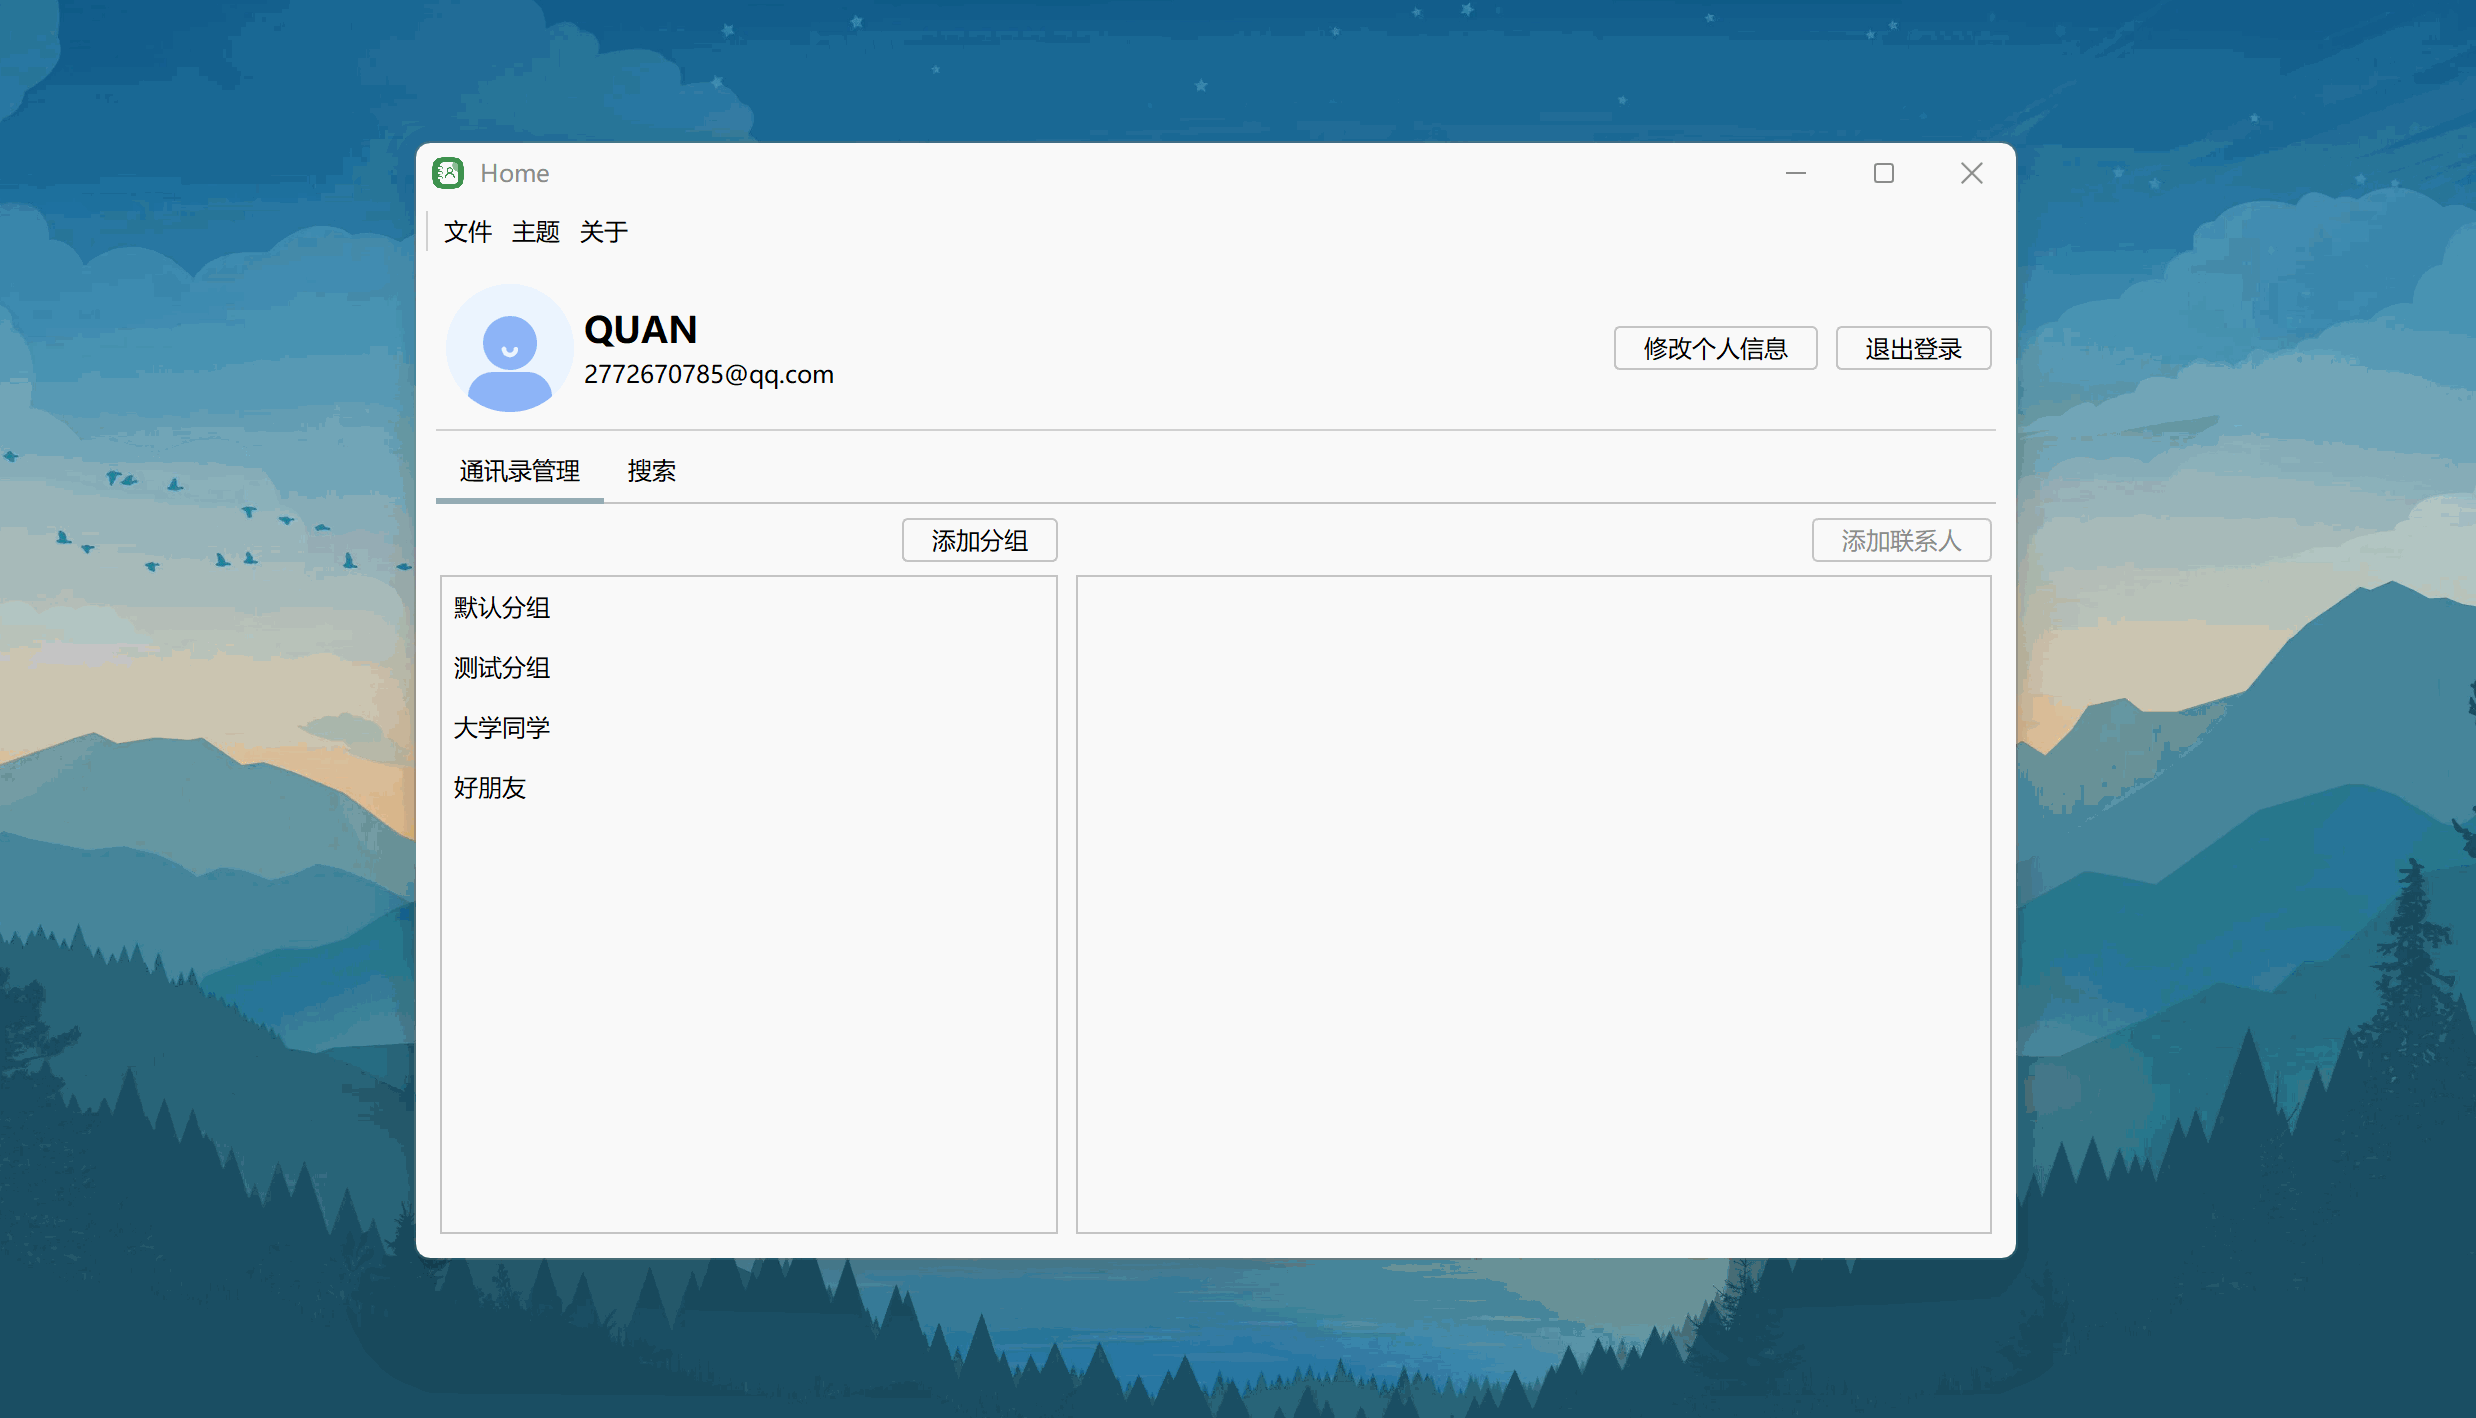 Home
文件 主题 关于
QUAN
2772670785@qq.com
修改个人信息 退出登录
通讯录管理 搜索
添加分组 添加联系人
默认分组
测试分组
大学同学
好朋友